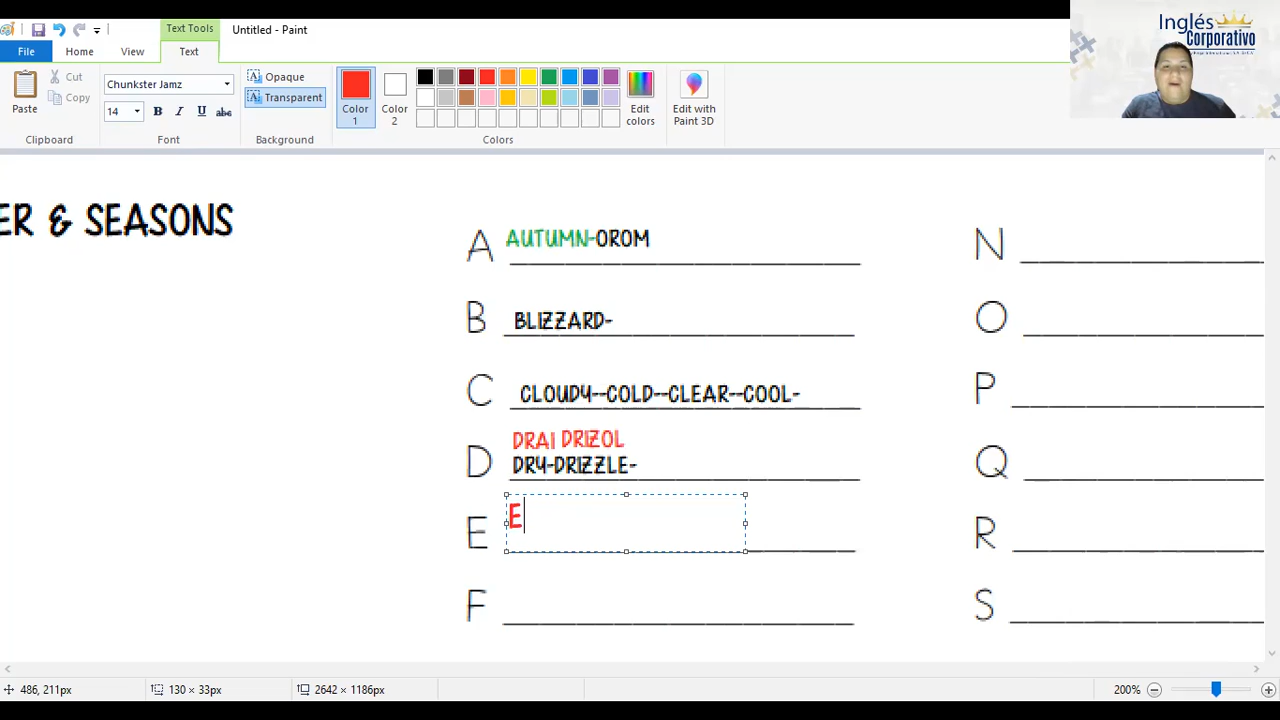 Text Tools
Untitled - Paint
Inglés
Corporativo
File
Home
View
Text
Paste
Cut
Copy
Clipboard
Chunkster Jamz
14
B I U abc
Font
Opaque
Transparent
Background
Color 1
Color 2
Edit colors
Colors
Edit with Paint 3D
ER & SEASONS
A AUTUMN-OROM
B BLIZZARD-
C CLOUDY--COLD--CLEAR--COOL-
DRAI DRIZOL
D DRY-DRIZZLE-
E E
F
N
O
P
Q
R
S
486, 211px
130 × 33px
2642 × 1186px
200%